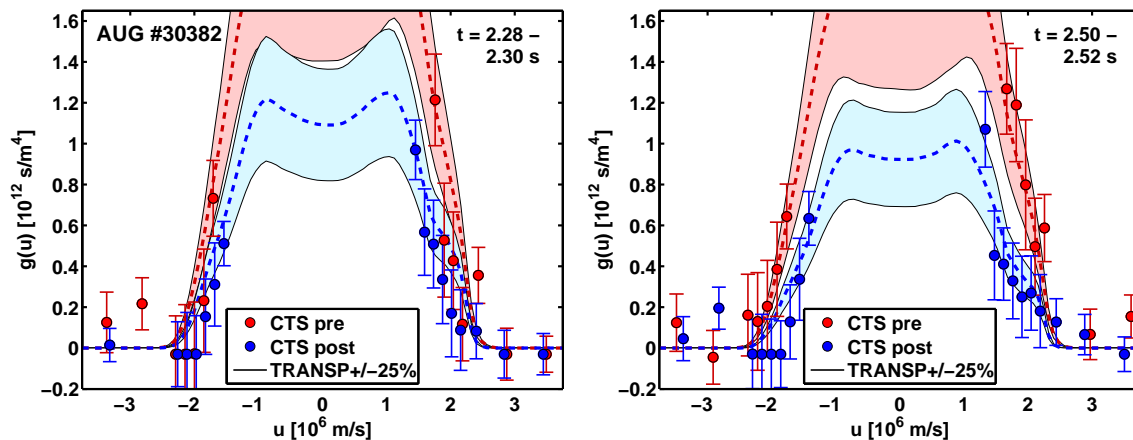 AUG #30382
t = 2.28 –
2.30 s
g(u) [10^12 s/m^4]
1.6
1.4
1.2
1
0.8
0.6
0.4
0.2
0
−0.2
CTS pre
CTS post
TRANSP+/−25%
−3 −2 −1 0 1 2 3
u [10^6 m/s]
t = 2.50 –
2.52 s
g(u) [10^12 s/m^4]
1.6
1.4
1.2
1
0.8
0.6
0.4
0.2
0
−0.2
CTS pre
CTS post
TRANSP+/−25%
−3 −2 −1 0 1 2 3
u [10^6 m/s]